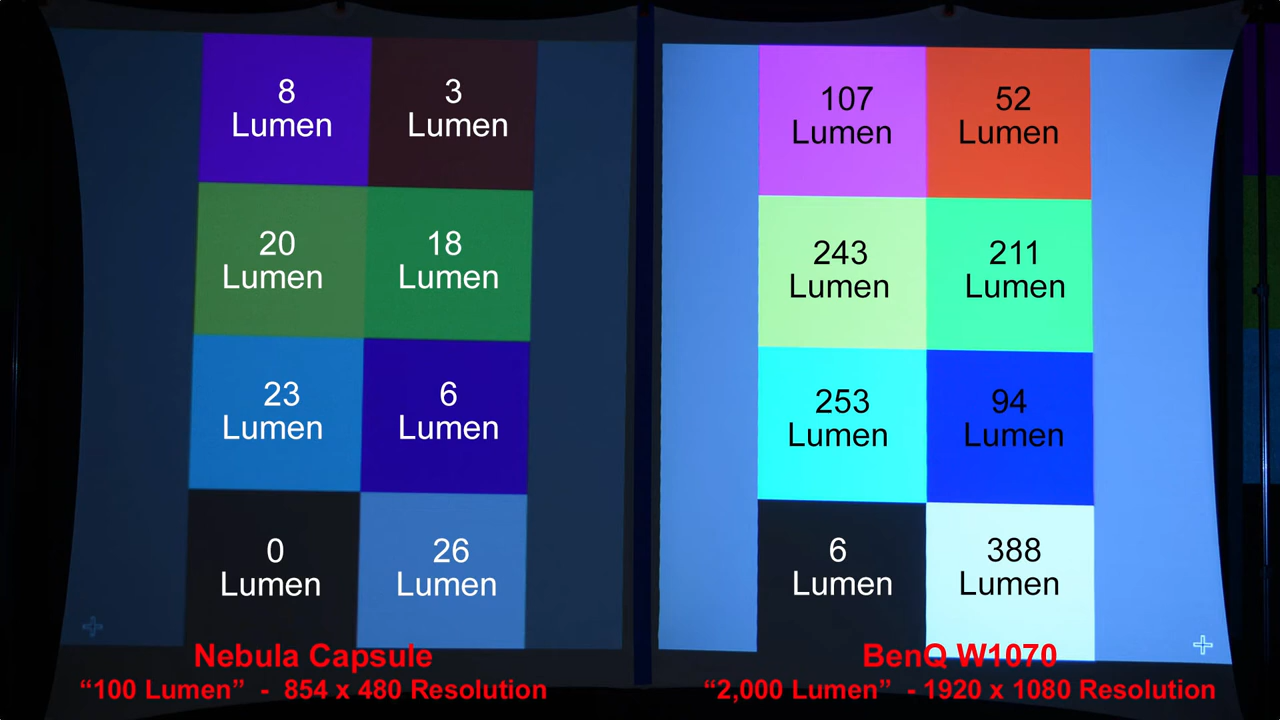 8
Lumen
3
Lumen
20
Lumen
18
Lumen
23
Lumen
6
Lumen
0
Lumen
26
Lumen
Nebula Capsule
“100 Lumen” - 854 x 480 Resolution
107
Lumen
52
Lumen
243
Lumen
211
Lumen
253
Lumen
94
Lumen
6
Lumen
388
Lumen
BenQ W1070
“2,000 Lumen” - 1920 x 1080 Resolution